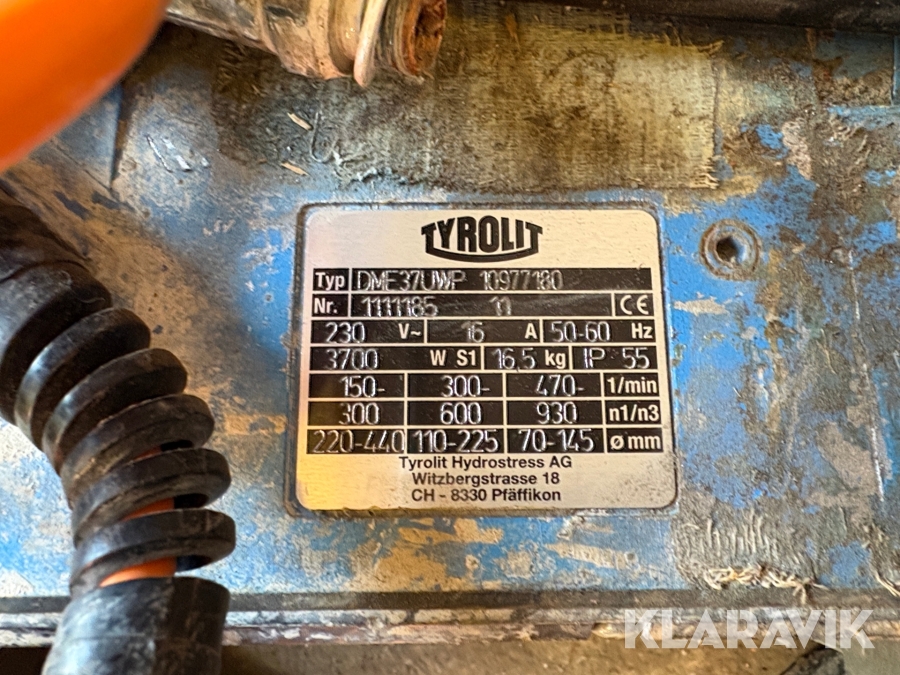 TYROLIT
Typ DME37UWP 10977180
Nr. 1111185 11 CE
230 V~ 16 A 50-60 Hz
3700 W S1 16,5 kg IP 55
150- 300- 470- 1/min
300 600 930 n1/n3
220-440 110-225 70-145 ø mm
Tyrolit Hydrostress AG
Witzbergstrasse 18
CH - 8330 Pfäffikon
KLARAVIK